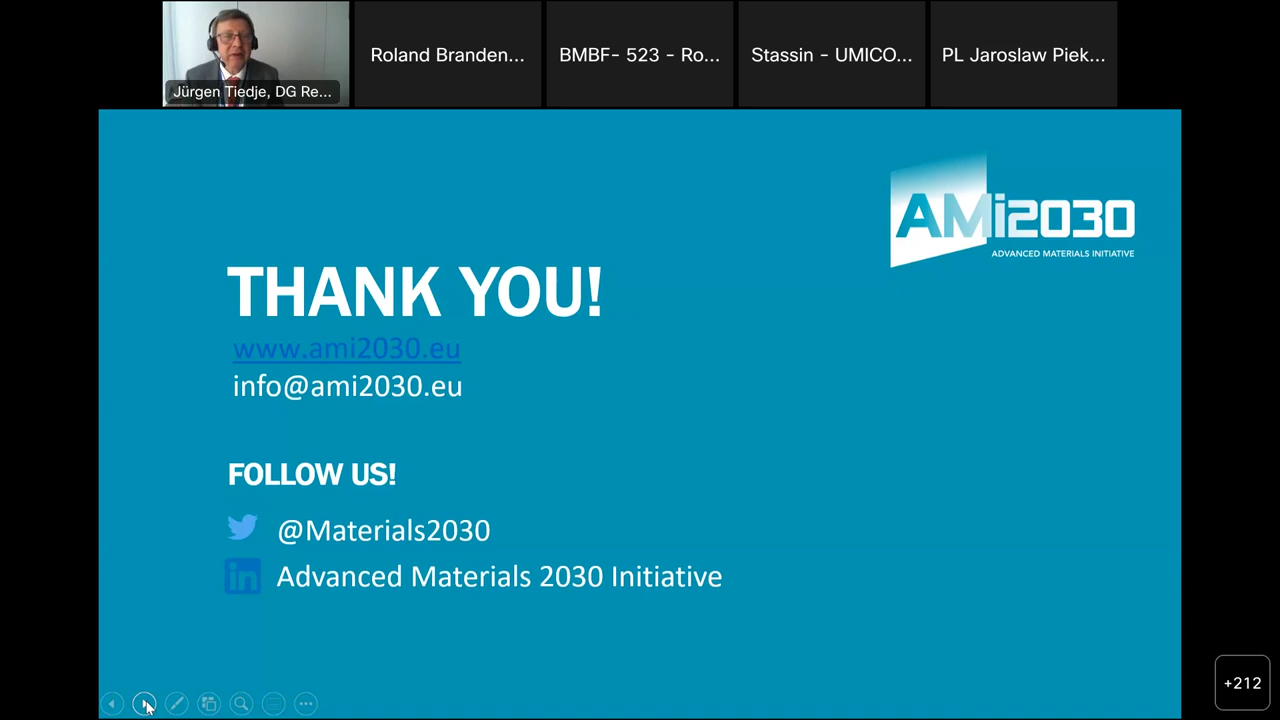 Jürgen Tiedje, DG Re...
Roland Branden...
BMBF- 523 - Ro...
Stassin - UMICO...
PL Jaroslaw Piek...
AMi2030
ADVANCED MATERIALS INITIATIVE
THANK YOU!
www.ami2030.eu
info@ami2030.eu
FOLLOW US!
@Materials2030
in Advanced Materials 2030 Initiative
+212